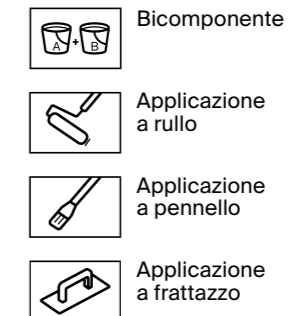 A + B
Bicomponente
Applicazione
a rullo
Applicazione
a pennello
Applicazione
a frattazzo